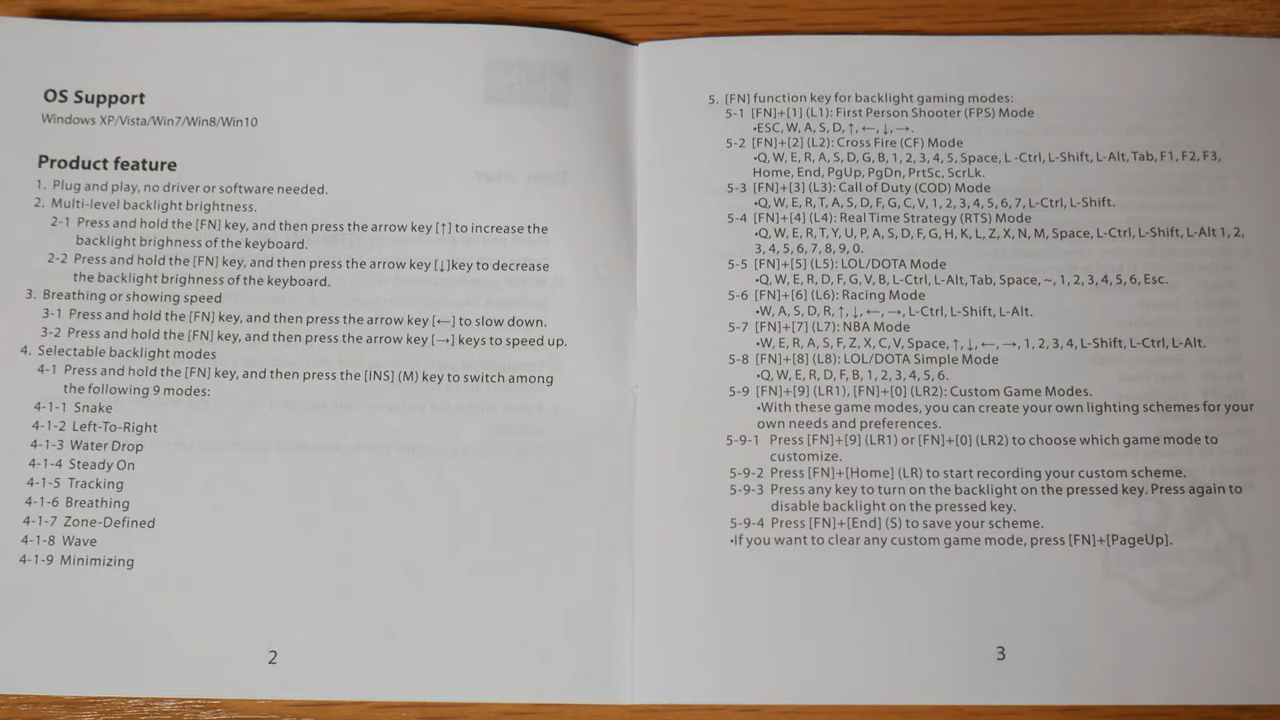 OS Support
Windows XP/Vista/Win7/Win8/Win10
Product feature
1. Plug and play, no driver or software needed.
2. Multi-level backlight brightness.
2-1 Press and hold the [FN] key, and then press the arrow key [↑] to increase the
backlight brighness of the keyboard.
2-2 Press and hold the [FN] key, and then press the arrow key [↓]key to decrease
the backlight brighness of the keyboard.
3. Breathing or showing speed
3-1 Press and hold the [FN] key, and then press the arrow key [←] to slow down.
3-2 Press and hold the [FN] key, and then press the arrow key [→] keys to speed up.
4. Selectable backlight modes
4-1 Press and hold the [FN] key, and then press the [INS] (M) key to switch among
the following 9 modes:
4-1-1 Snake
4-1-2 Left-To-Right
4-1-3 Water Drop
4-1-4 Steady On
4-1-5 Tracking
4-1-6 Breathing
4-1-7 Zone-Defined
4-1-8 Wave
4-1-9 Minimizing
2
5. [FN] function key for backlight gaming modes:
5-1 [FN]+[1] (L1): First Person Shooter (FPS) Mode
•ESC, W, A, S, D, ↑, ←, ↓, →.
5-2 [FN]+[2] (L2): Cross Fire (CF) Mode
•Q, W, E, R, A, S, D, G, B, 1, 2, 3, 4, 5, Space, L -Ctrl, L-Shift, L-Alt, Tab, F1, F2, F3,
Home, End, PgUp, PgDn, PrtSc, ScrLk.
5-3 [FN]+[3] (L3): Call of Duty (COD) Mode
•Q, W, E, R, T, A, S, D, F, G, C, V, 1, 2, 3, 4, 5, 6, 7, L-Ctrl, L-Shift.
5-4 [FN]+[4] (L4): Real Time Strategy (RTS) Mode
•Q, W, E, R, T, Y, U, P, A, S, D, F, G, H, K, L, Z, X, N, M, Space, L-Ctrl, L-Shift, L-Alt 1, 2,
3, 4, 5, 6, 7, 8, 9, 0.
5-5 [FN]+[5] (L5): LOL/DOTA Mode
•Q, W, E, R, D, F, G, V, B, L-Ctrl, L-Alt, Tab, Space, ~, 1, 2, 3, 4, 5, 6, Esc.
5-6 [FN]+[6] (L6): Racing Mode
•W, A, S, D, R, ↑, ↓, ←, →, L-Ctrl, L-Shift, L-Alt.
5-7 [FN]+[7] (L7): NBA Mode
•W, E, R, A, S, F, Z, X, C, V, Space, ↑, ↓, ←, →, 1, 2, 3, 4, L-Shift, L-Ctrl, L-Alt.
5-8 [FN]+[8] (L8): LOL/DOTA Simple Mode
•Q, W, E, R, D, F, B, 1, 2, 3, 4, 5, 6.
5-9 [FN]+[9] (LR1), [FN]+[0] (LR2): Custom Game Modes.
•With these game modes, you can create your own lighting schemes for your
own needs and preferences.
5-9-1 Press [FN]+[9] (LR1) or [FN]+[0] (LR2) to choose which game mode to
customize.
5-9-2 Press [FN]+[Home] (LR) to start recording your custom scheme.
5-9-3 Press any key to turn on the backlight on the pressed key. Press again to
disable backlight on the pressed key.
5-9-4 Press [FN]+[End] (S) to save your scheme.
•If you want to clear any custom game mode, press [FN]+[PageUp].
3